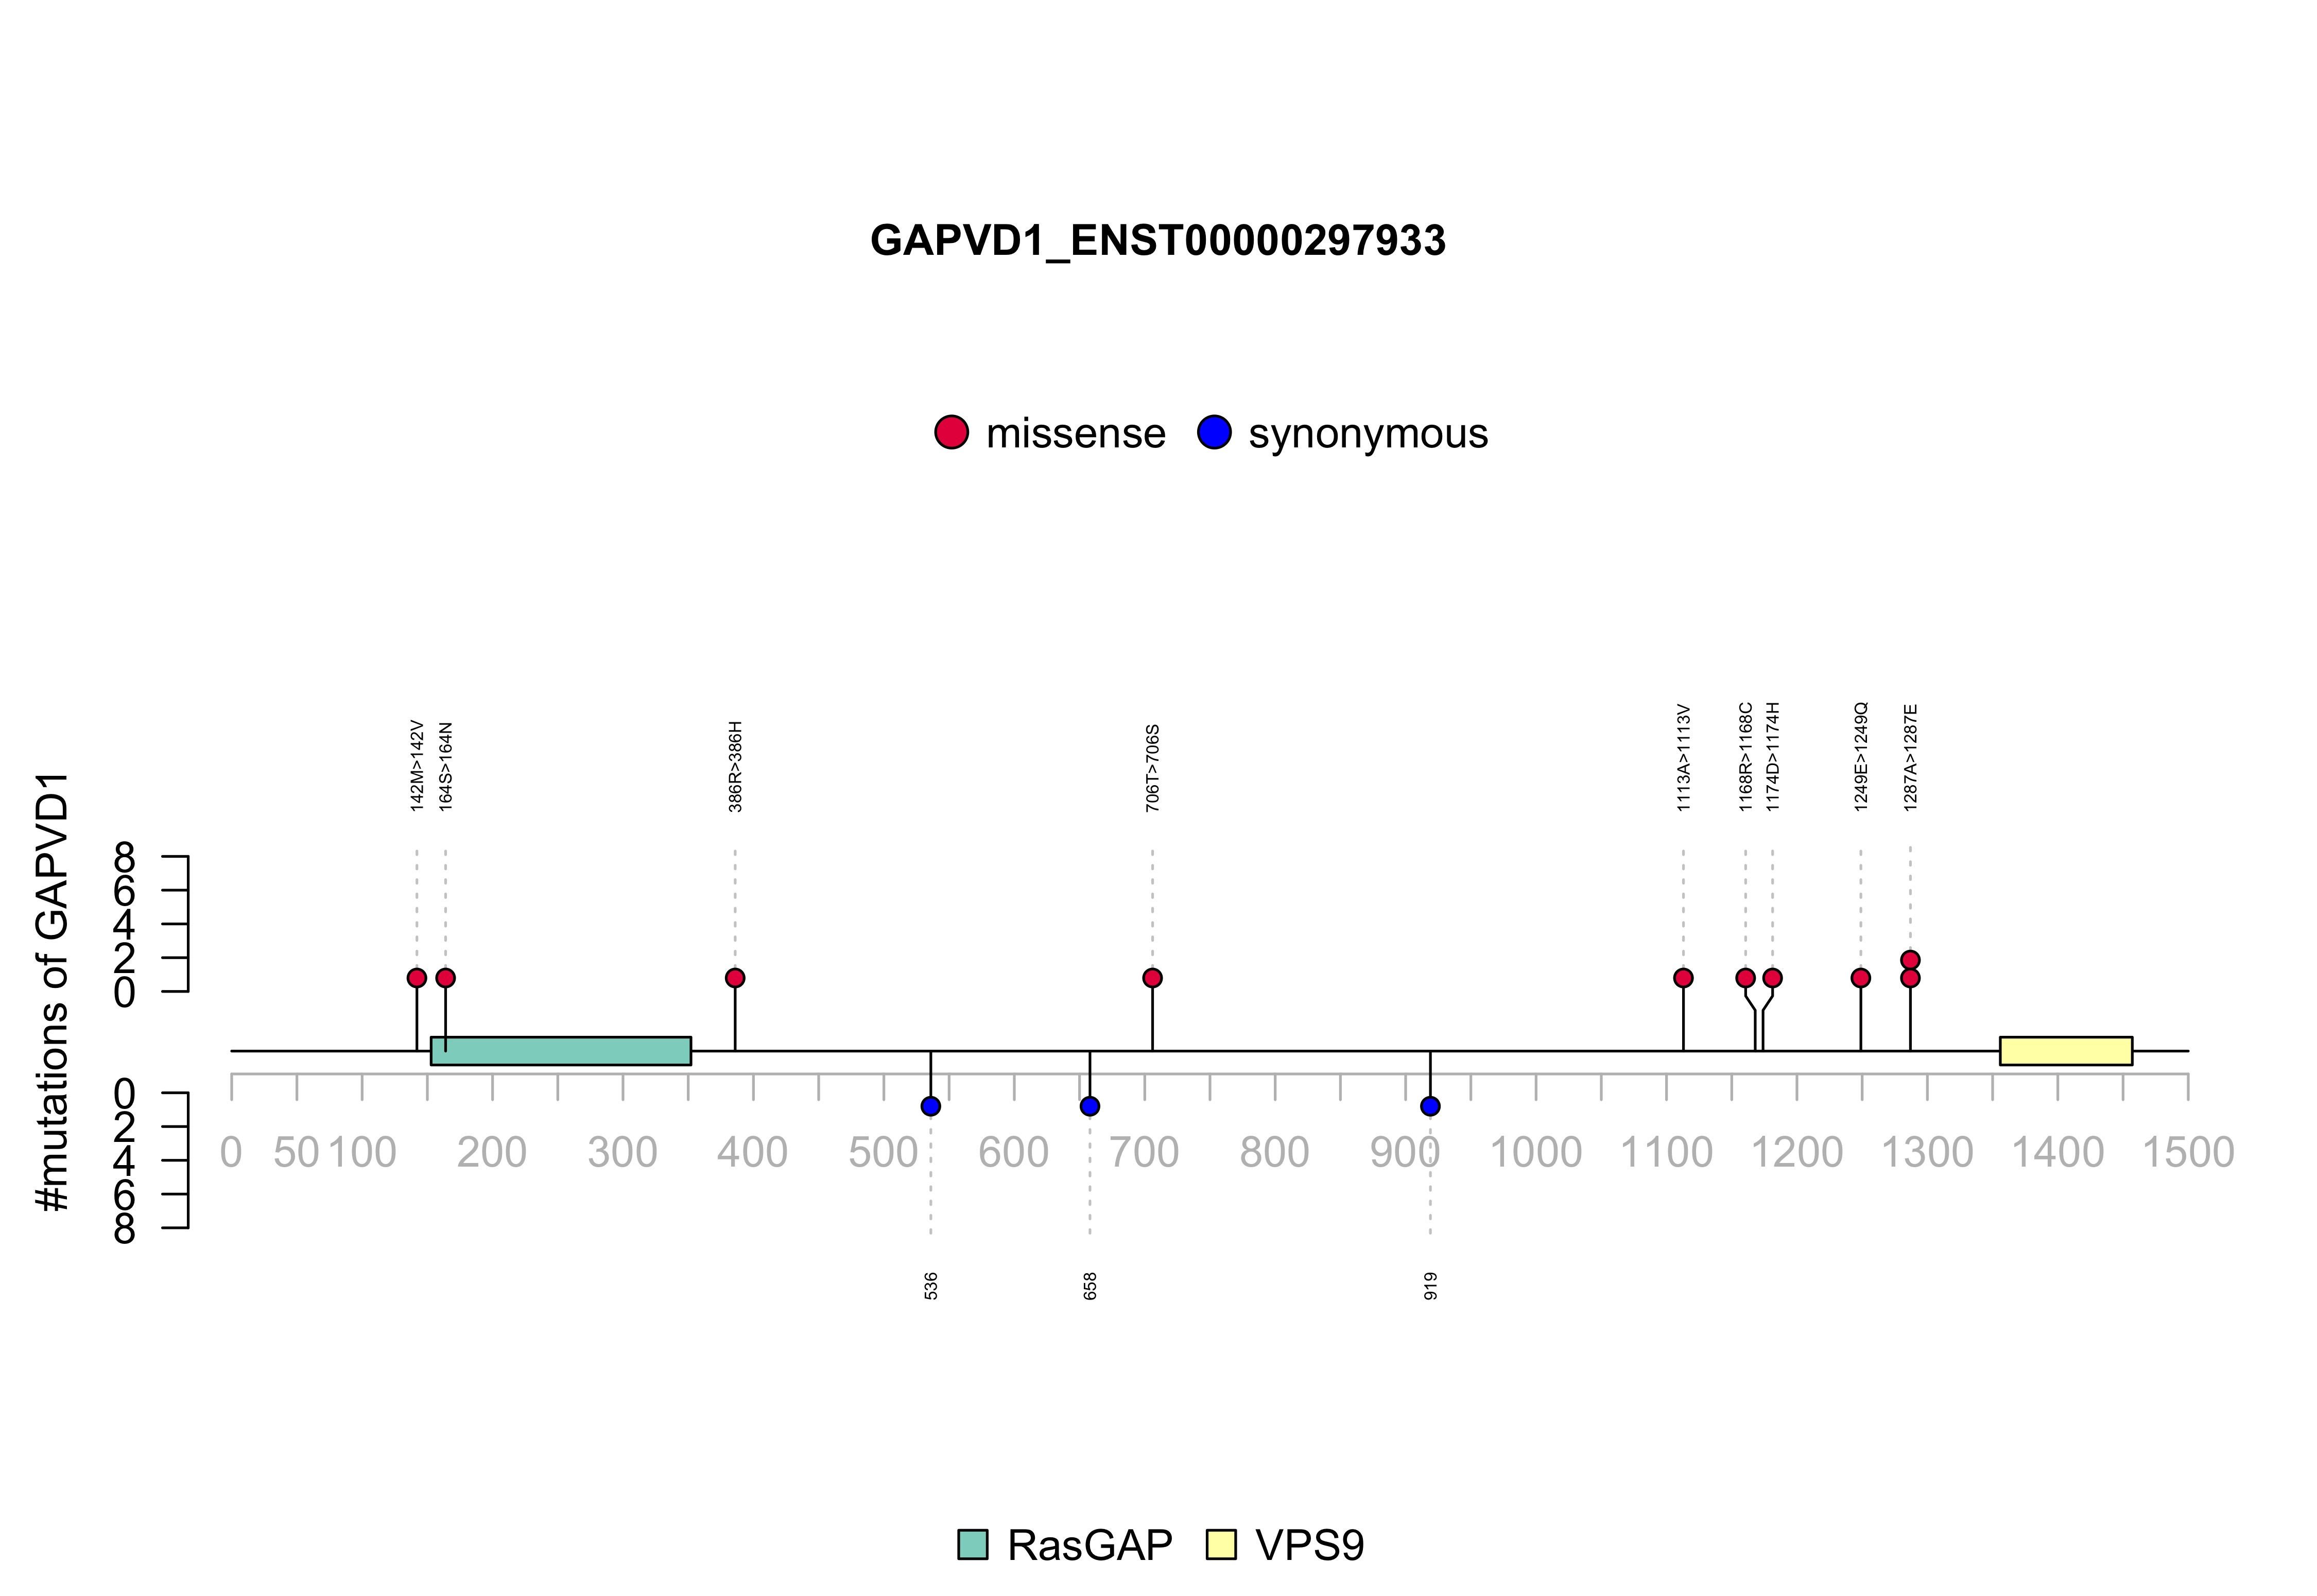 GAPVD1_ENST00000297933
missense synonymous
142M>142V
164S>164N
386R>386H
706T>706S
1113A>1113V
1168R>1168C
1174D>1174H
1249E>1249Q
1287A>1287E
#mutations of GAPVD1
8
6
4
2
0
0
2
4
6
8
0 50 100 200 300 400 500 600 700 800 900 1000 1100 1200 1300 1400 1500
536
658
919
RasGAP VPS9